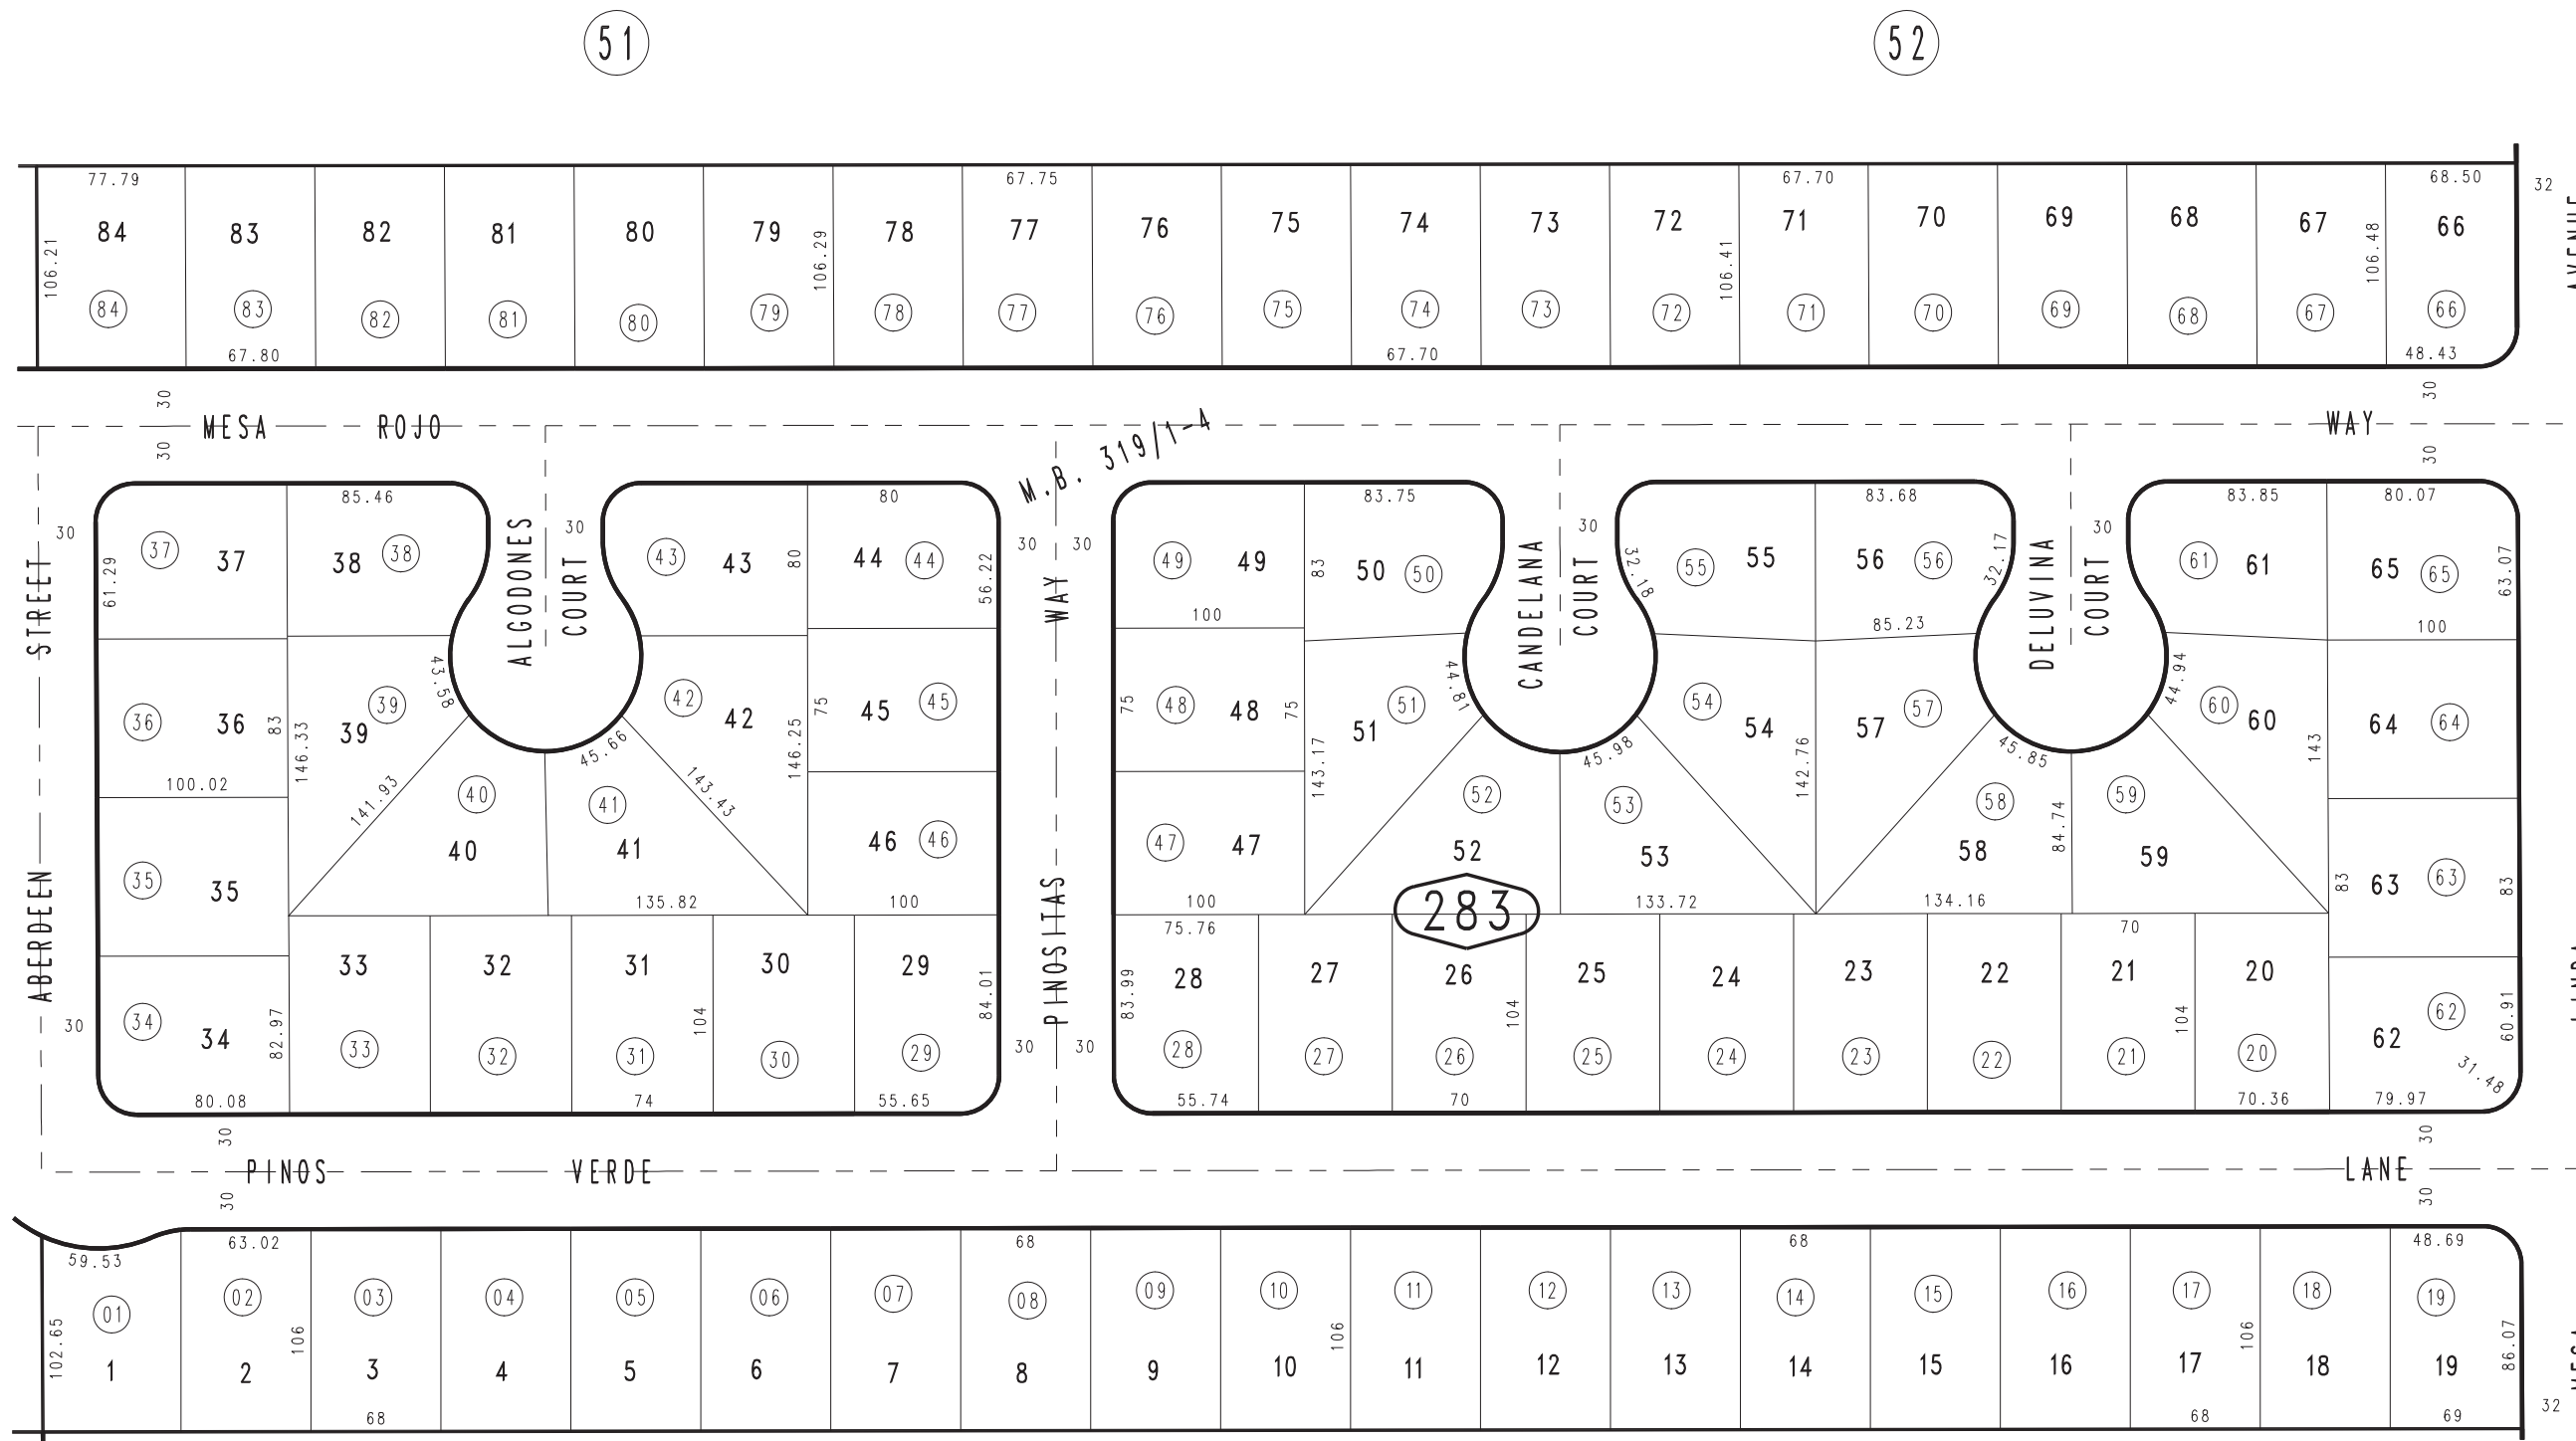 51 52
77.79 67.75 67.70 68.50 32
84 83 82 81 80 79 78 77 76 75 74 73 72 71 70 69 68 67 66
106.21 106.29 106.41 106.48
84 83 82 81 80 79 78 77 76 75 74 73 72 71 70 69 68 67 66
67.80 67.70 48.43
AVENUE
30 30
MESA ROJO WAY
30 30
M.B. 319/1-4
85.46 80 83.75 83.68 83.85 80.07
30 30 30 30 30 30
STREET
ALGODONES COURT
WAY
CANDELANA COURT
DELUVINA COURT
37 37 38 38 43 43 80 44 44 49 49 83 50 50 55 55 56 56 61 61 65 65
61.29 56.22 32.18 32.17 63.07
100 85.23 100
43.58 44.81 44.94
36 36 83 39 39 42 42 75 45 45 75 48 48 75 51 51 54 54 57 57 60 60 64 64
146.33 45.66 146.25 143.17 45.98 142.76 45.85 143
100.02 141.93 143.43
40 41 52 53 58 59
84.74
35 35 40 41 46 46 47 47 52 53 58 59 83 63 63 83
135.82 100 100 133.72 134.16
283
ABERDEEN
PINOSITAS
75.76 70
33 32 31 30 29 28 27 26 25 24 23 22 21 20
34 34 82.97 104 84.01 83.99 104 104 62 62 60.91
30 30 30
33 32 31 30 29 28 27 26 25 24 23 22 21 20
31.48
80.08 74 55.65 55.74 70 70.36 79.97
30 30
PINOS VERDE LANE
30 30
59.53 63.02 68 68 48.69
01 02 03 04 05 06 07 08 09 10 11 12 13 14 15 16 17 18 19
102.65 106 106 106 86.07
1 2 3 4 5 6 7 8 9 10 11 12 13 14 15 16 17 18 19
68 68 69 32